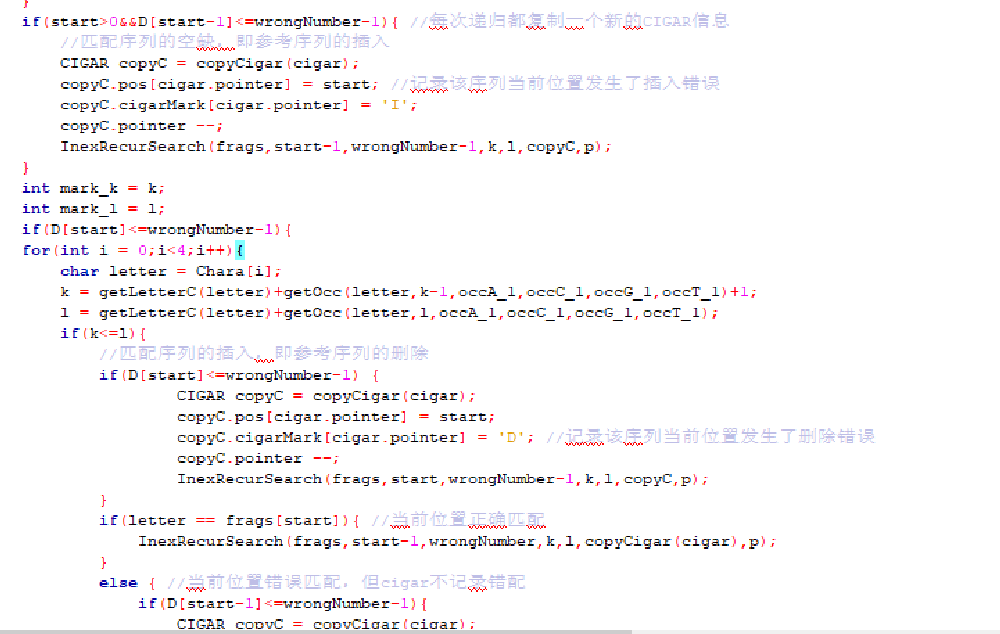 }
if(start>0&&D[start-1]<=wrongNumber-1){ //每次递归都复制一个新的CIGAR信息
//匹配序列的空缺，即参考序列的插入
CIGAR copyC = copyCigar(cigar);
copyC.pos[cigar.pointer] = start; //记录该序列当前位置发生了插入错误
copyC.cigarMark[cigar.pointer] = 'I';
copyC.pointer --;
InexRecurSearch(frags,start-1,wrongNumber-1,k,l,copyC,p);
}
int mark_k = k;
int mark_l = l;
if(D[start]<=wrongNumber-1){
for(int i = 0;i<4;i++){
char letter = Chara[i];
k = getLetterC(letter)+getOcc(letter,k-1,occA_l,occC_l,occG_l,occT_l)+1;
l = getLetterC(letter)+getOcc(letter,l,occA_l,occC_l,occG_l,occT_l);
if(k<=l){
//匹配序列的插入，即参考序列的删除
if(D[start]<=wrongNumber-1) {
CIGAR copyC = copyCigar(cigar);
copyC.pos[cigar.pointer] = start;
copyC.cigarMark[cigar.pointer] = 'D'; //记录该序列当前位置发生了删除错误
copyC.pointer --;
InexRecurSearch(frags,start,wrongNumber-1,k,l,copyC,p);
}
if(letter == frags[start]){ //当前位置正确匹配
InexRecurSearch(frags,start-1,wrongNumber,k,l,copyCigar(cigar),p);
}
else { //当前位置错误匹配，但cigar不记录错配
if(D[start-1]<=wrongNumber-1){
CIGAR copyC = copyCigar(cigar);